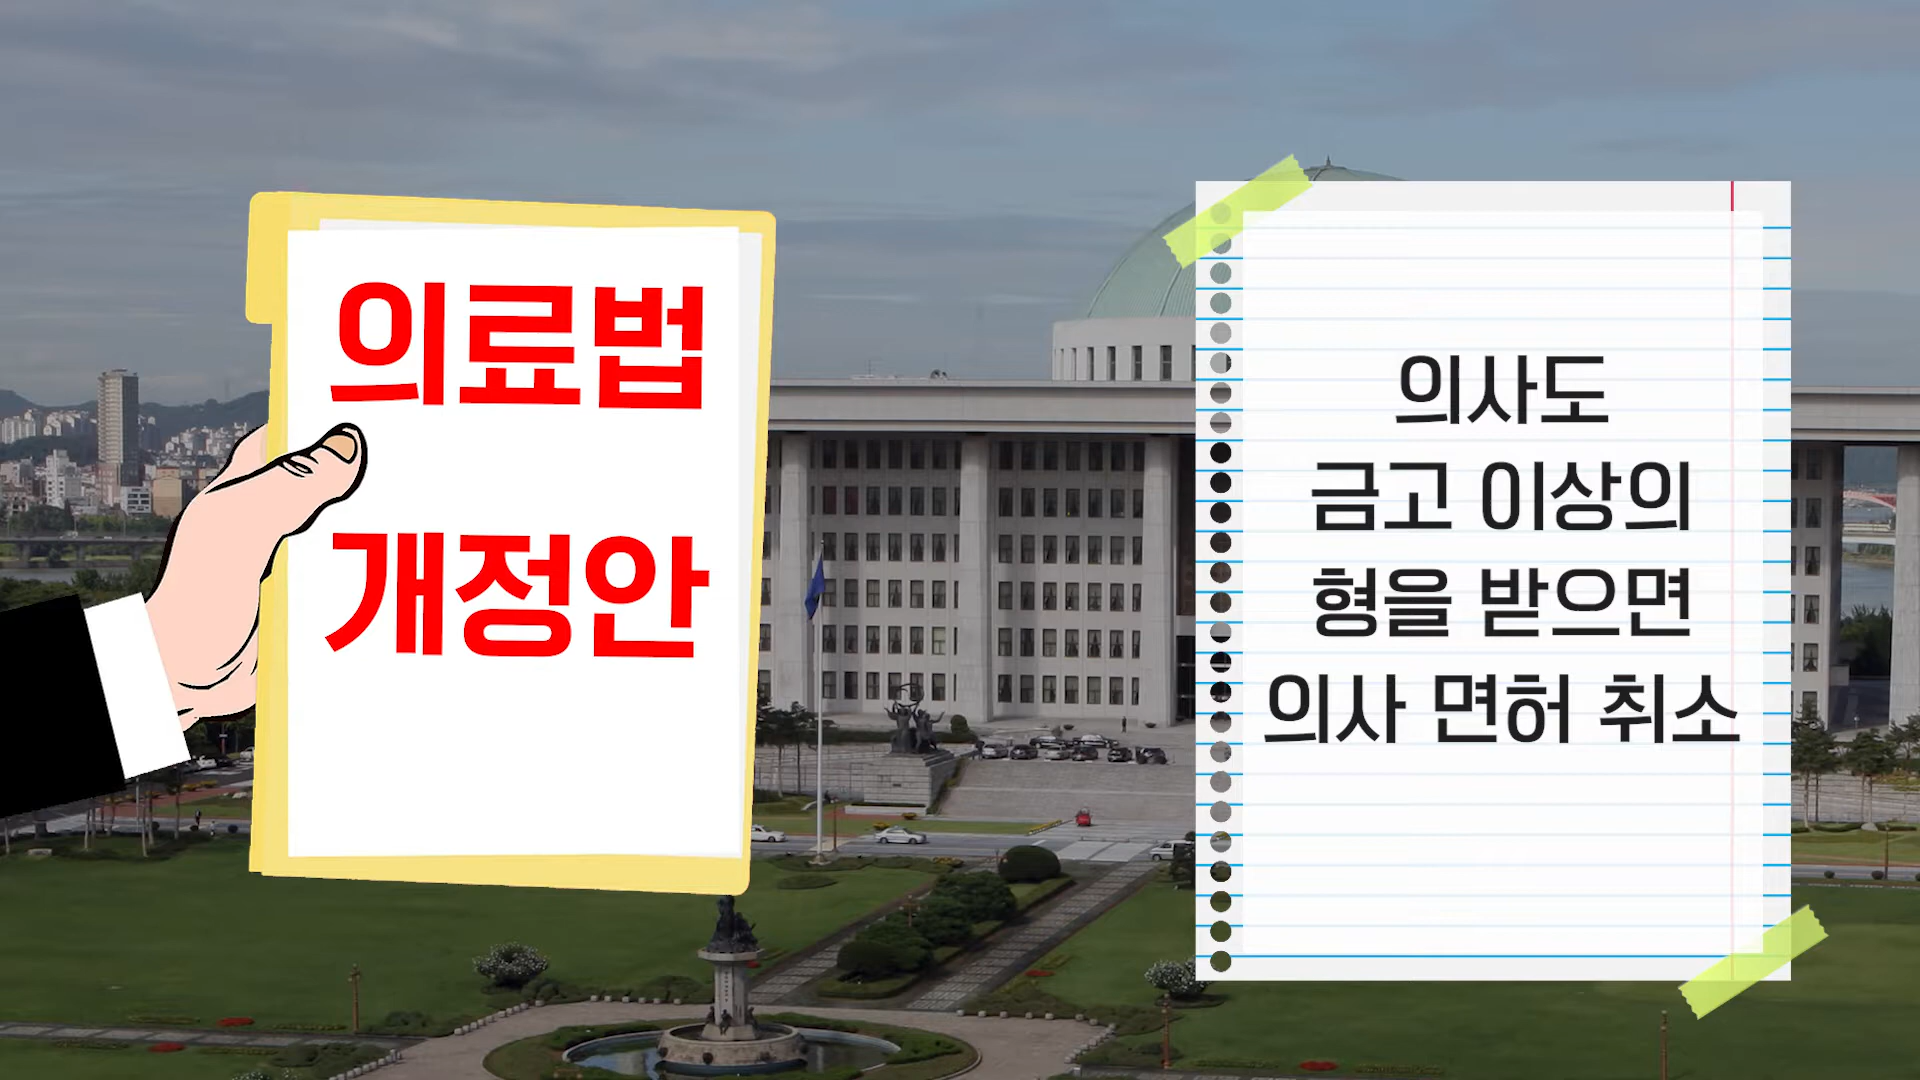 의료법
개정안
의사도
금고 이상의
형을 받으면
의사 면허 취소